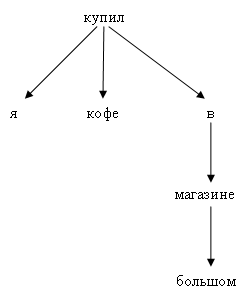 купил
я кофе в
магазине
большом